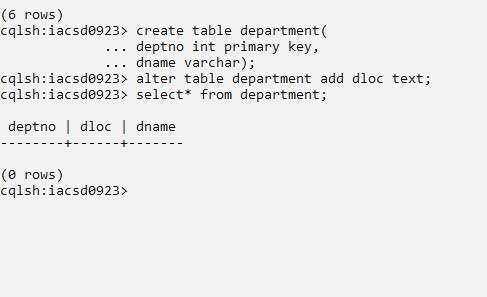 (6 rows)
cqlsh:iacsd0923> create table department(
             ... deptno int primary key,
             ... dname varchar);
cqlsh:iacsd0923> alter table department add dloc text;
cqlsh:iacsd0923> select* from department;
 deptno | dloc | dname
--------+------+-------
(0 rows)
cqlsh:iacsd0923>